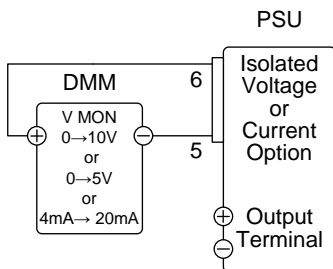 PSU
DMM
6
5
V MON
0→10V
or
0→5V
or
4mA→ 20mA
Isolated
Voltage
or
Current
Option
Output
Terminal